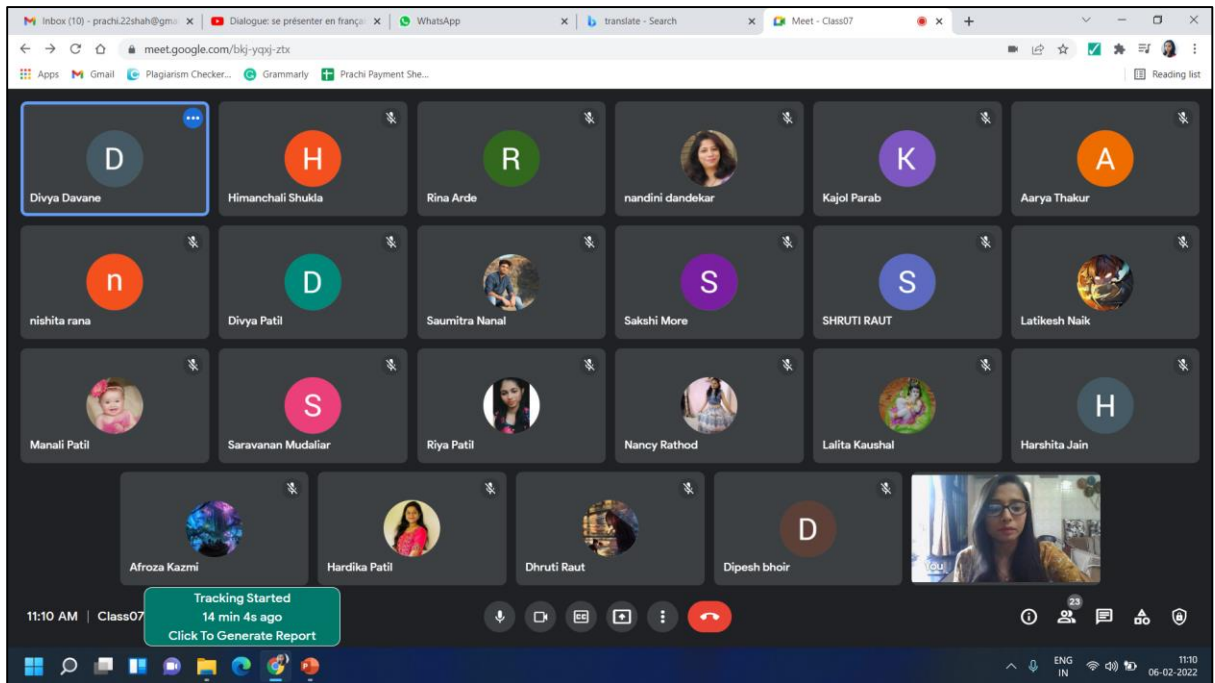 Inbox (10) - prachi.22shah@gma
Dialogue: se présenter en françai
WhatsApp
translate - Search
Meet - Class07
meet.google.com/bkj-yqxj-ztx
Apps
Gmail
Plagiarism Checker...
Grammarly
Prachi Payment She...
Reading list
D
H
R
K
A
Divya Davane
Himanchali Shukla
Rina Arde
nandini dandekar
Kajol Parab
Aarya Thakur
n
D
S
S
nishita rana
Divya Patil
Saumitra Nanal
Sakshi More
SHRUTI RAUT
Latikesh Naik
S
H
Manali Patil
Saravanan Mudaliar
Riya Patil
Nancy Rathod
Lalita Kaushal
Harshita Jain
D
Afroza Kazmi
Hardika Patil
Dhruti Raut
Dipesh bhoir
You
11:10 AM | Class07
Tracking Started
14 min 4s ago
Click To Generate Report
CC
23
ENG
IN
11:10
06-02-2022